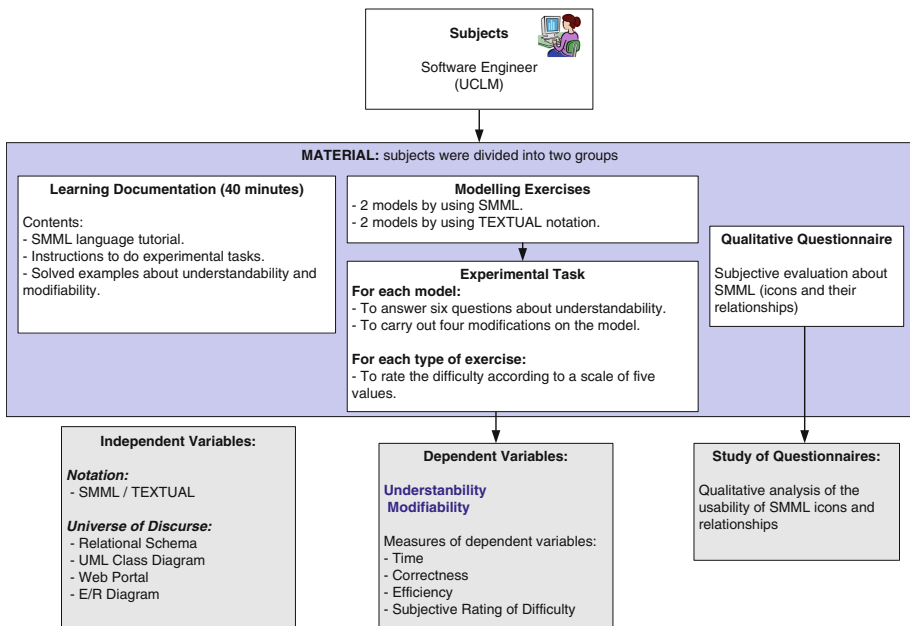 Subjects
Software Engineer
(UCLM)
MATERIAL: subjects were divided into two groups
Learning Documentation (40 minutes)
Contents:
- SMML language tutorial.
- Instructions to do experimental tasks.
- Solved examples about understandability and
modifiability.
Modelling Exercises
- 2 models by using SMML.
- 2 models by using TEXTUAL notation.
Experimental Task
For each model:
- To answer six questions about understandability.
- To carry out four modifications on the model.
For each type of exercise:
- To rate the difficulty according to a scale of five
values.
Qualitative Questionnaire
Subjective evaluation about
SMML (icons and their
relationships)
Independent Variables:
Notation:
- SMML / TEXTUAL
Universe of Discurse:
- Relational Schema
- UML Class Diagram
- Web Portal
- E/R Diagram
Dependent Variables:
Understanbility
Modifiability
Measures of dependent variables:
- Time
- Correctness
- Efficiency
- Subjective Rating of Difficulty
Study of Questionnaires:
Qualitative analysis of the
usability of SMML icons and
relationships